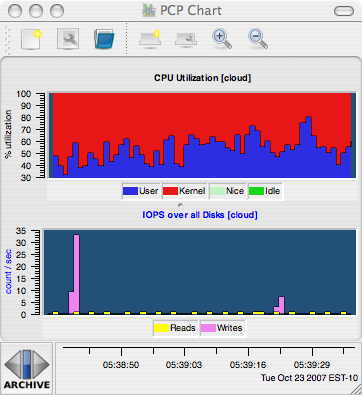 PCP Chart
CPU Utilization [cloud]
% utilization
100
90
80
70
60
50
40
30
User Kernel Nice Idle
IOPS over all Disks [cloud]
count / sec
35
30
25
20
15
10
5
0
Reads Writes
05:38:50 05:39:03 05:39:16 05:39:29
ARCHIVE
Tue Oct 23 2007 EST-10